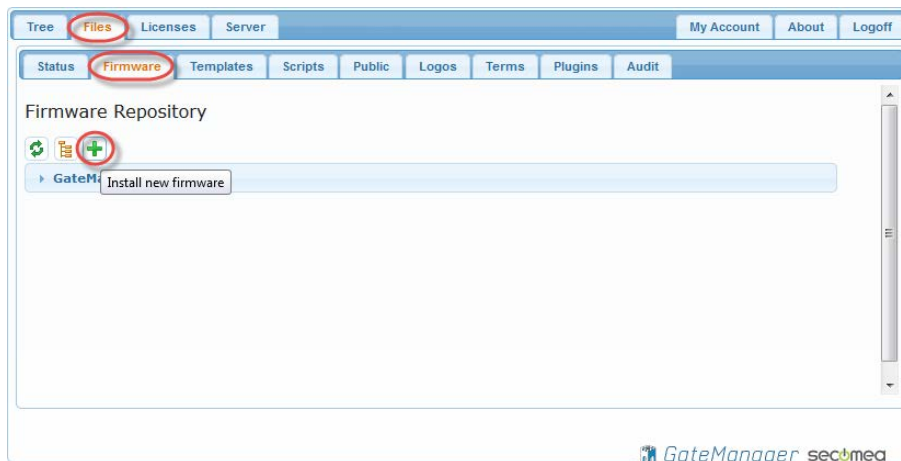 Tree Files Licenses Server My Account About Logoff
Status Firmware Templates Scripts Public Logos Terms Plugins Audit
Firmware Repository
GateMa
Install new firmware
GateManager secomea